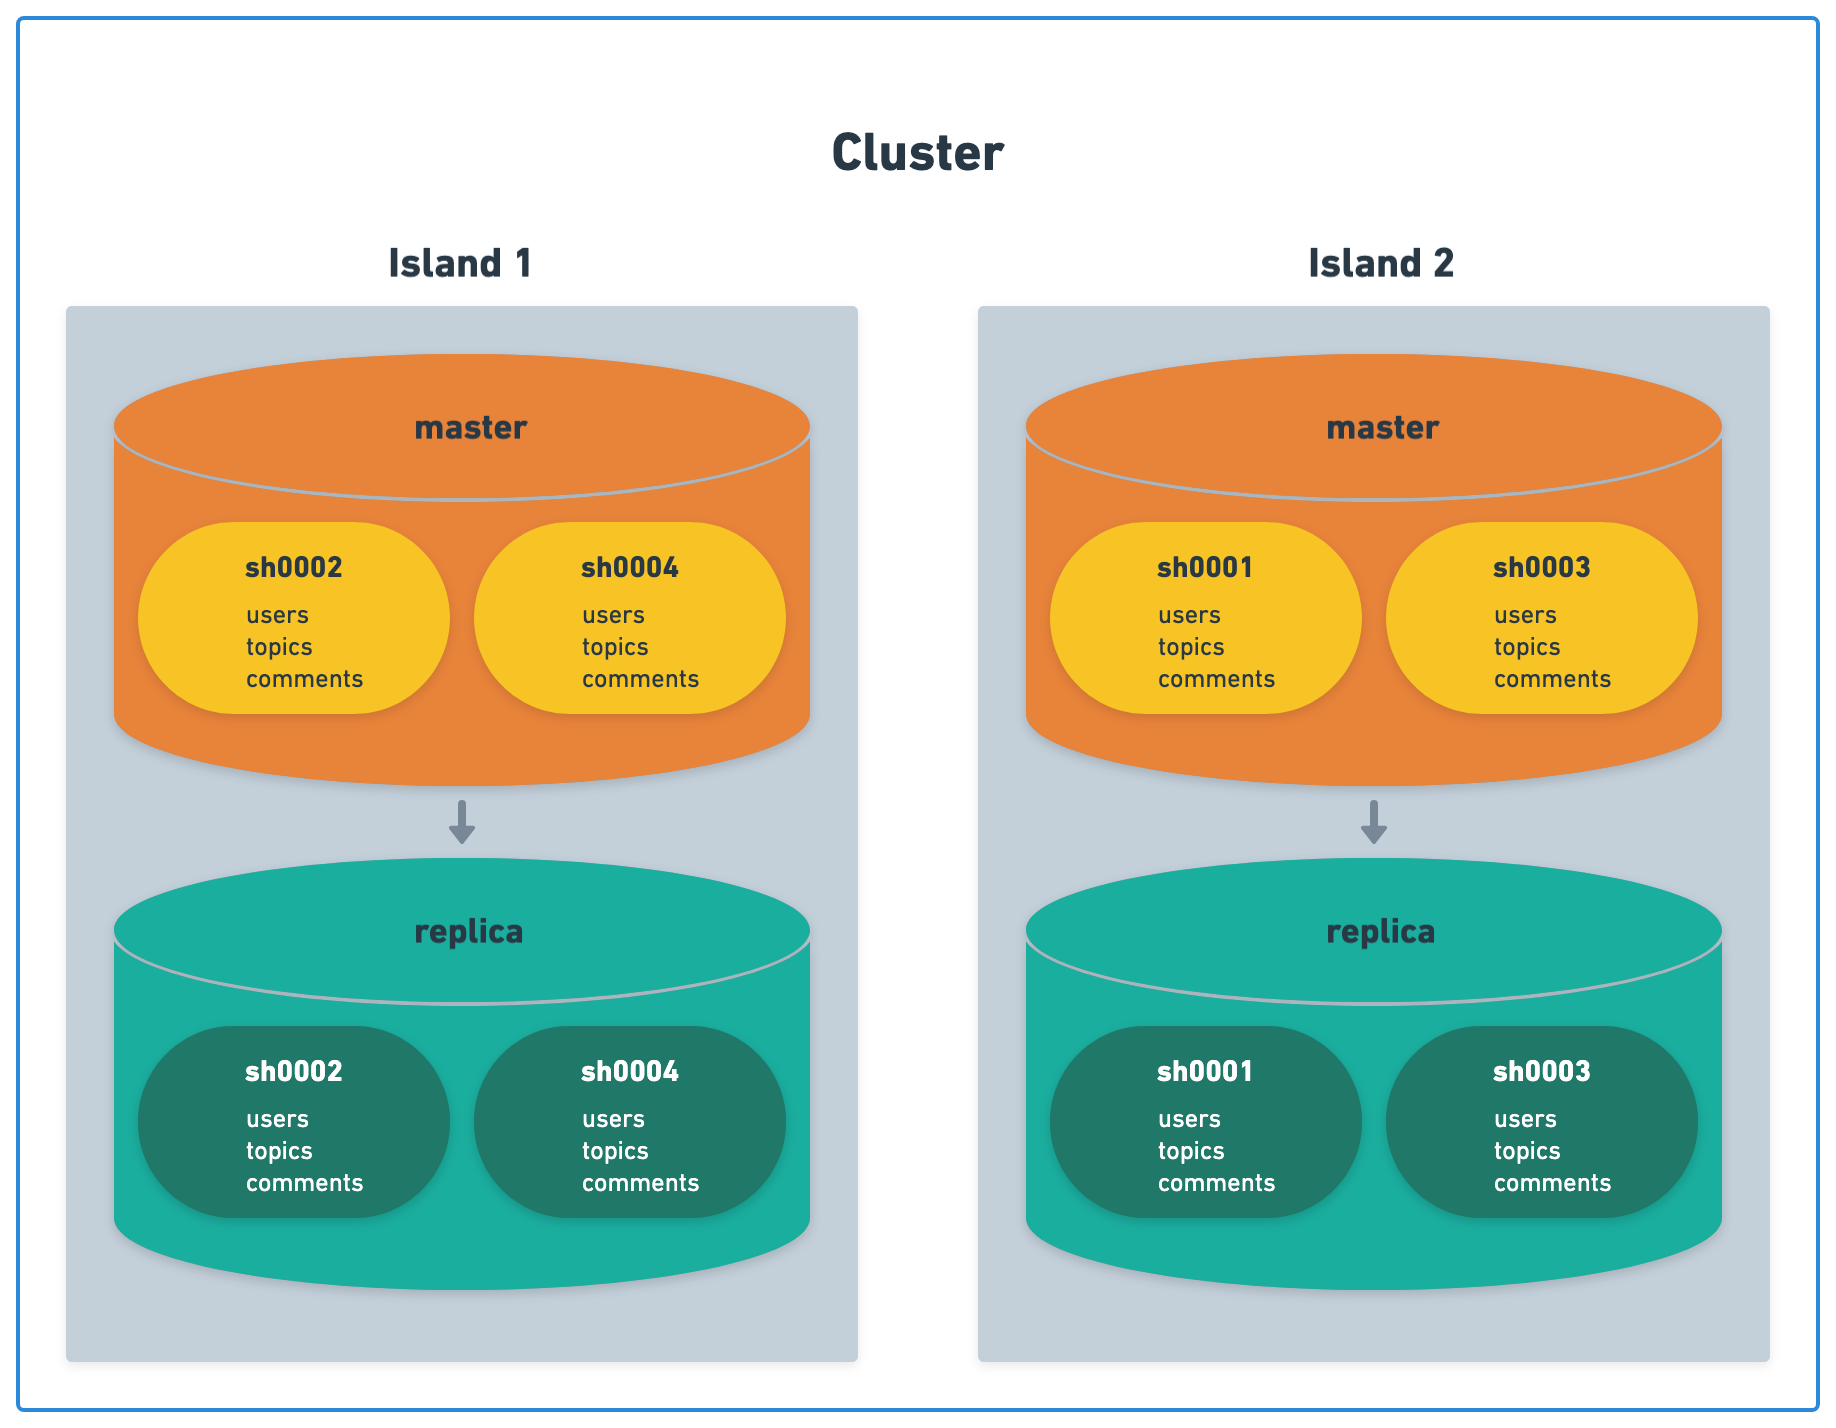 Cluster
Island 1
master
sh0002
users
topics
comments
sh0004
users
topics
comments
replica
sh0002
users
topics
comments
sh0004
users
topics
comments
Island 2
master
sh0001
users
topics
comments
sh0003
users
topics
comments
replica
sh0001
users
topics
comments
sh0003
users
topics
comments